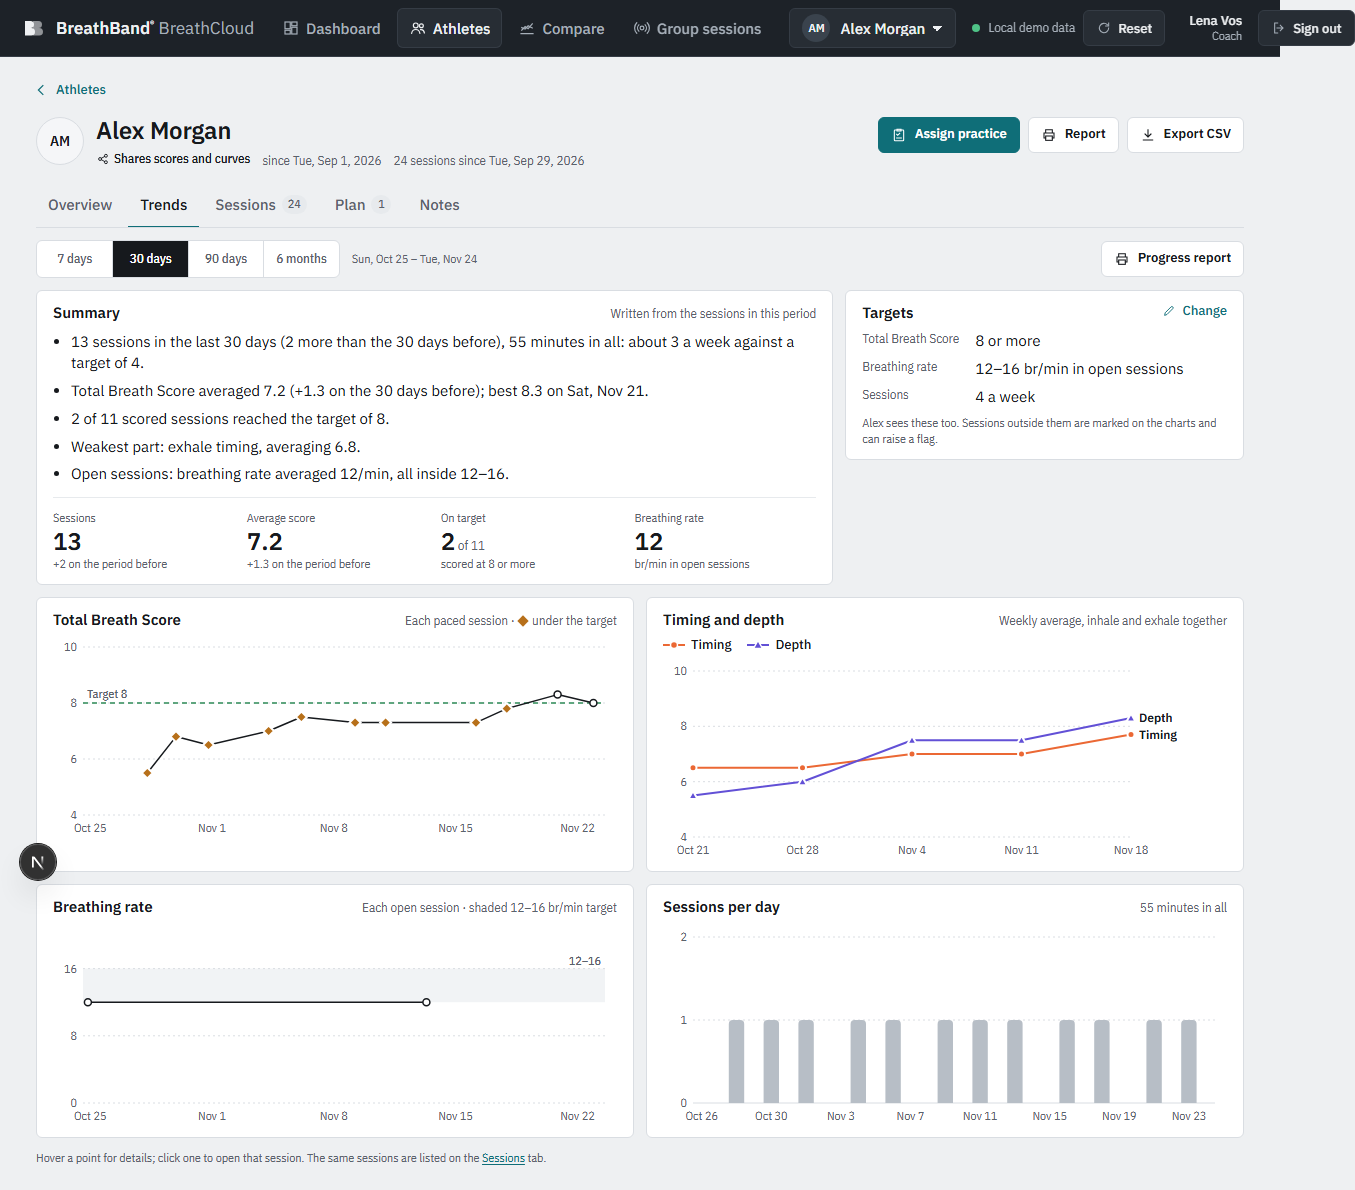 BreathBand° BreathCloud
Dashboard
Athletes
Compare
Group sessions
AM
Alex Morgan
Local demo data
Reset
Lena Vos
Coach
Sign out
Athletes
AM
Alex Morgan
Shares scores and curves since Tue, Sep 1, 2026 24 sessions since Tue, Sep 29, 2026
Assign practice
Report
Export CSV
Overview
Trends
Sessions 24
Plan 1
Notes
7 days
30 days
90 days
6 months
Sun, Oct 25 – Tue, Nov 24
Progress report
Summary
Written from the sessions in this period
• 13 sessions in the last 30 days (2 more than the 30 days before), 55 minutes in all: about 3 a week against a
target of 4.
• Total Breath Score averaged 7.2 (+1.3 on the 30 days before); best 8.3 on Sat, Nov 21.
• 2 of 11 scored sessions reached the target of 8.
• Weakest part: exhale timing, averaging 6.8.
• Open sessions: breathing rate averaged 12/min, all inside 12–16.
Sessions
13
+2 on the period before
Average score
7.2
+1.3 on the period before
On target
2 of 11
scored at 8 or more
Breathing rate
12
br/min in open sessions
Targets
Change
Total Breath Score 8 or more
Breathing rate 12–16 br/min in open sessions
Sessions 4 a week
Alex sees these too. Sessions outside them are marked on the charts and
can raise a flag.
Total Breath Score
Each paced session · ◆ under the target
10
Target 8
8
6
4
Oct 25 Nov 1 Nov 8 Nov 15 Nov 22
Timing and depth
Weekly average, inhale and exhale together
Timing Depth
10
8
6
4
Depth
Timing
Oct 21 Oct 28 Nov 4 Nov 11 Nov 18
N
Breathing rate
Each open session · shaded 12–16 br/min target
12–16
16
8
0
Oct 25 Nov 1 Nov 8 Nov 15 Nov 22
Sessions per day
55 minutes in all
2
1
0
Oct 26 Oct 30 Nov 3 Nov 7 Nov 11 Nov 15 Nov 19 Nov 23
Hover a point for details; click one to open that session. The same sessions are listed on the Sessions tab.